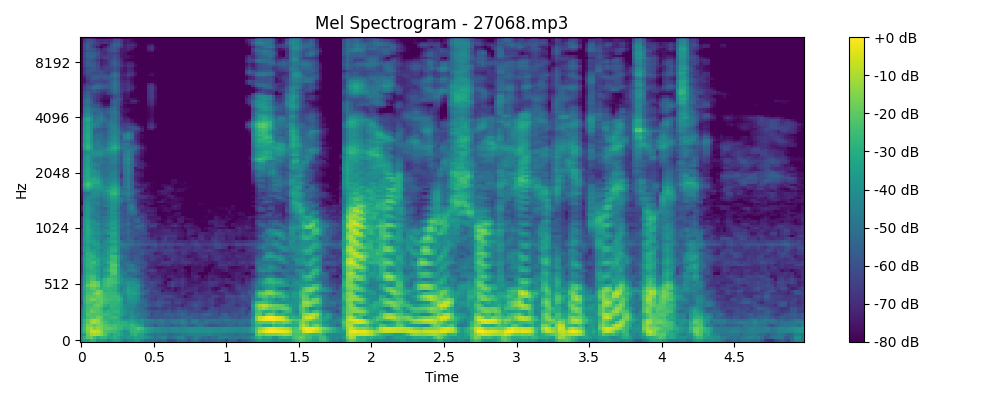 Mel Spectrogram - 27068.mp3
Hz
8192
4096
2048
1024
512
0
0 0.5 1 1.5 2 2.5 3 3.5 4 4.5
Time
+0 dB
-10 dB
-20 dB
-30 dB
-40 dB
-50 dB
-60 dB
-70 dB
-80 dB